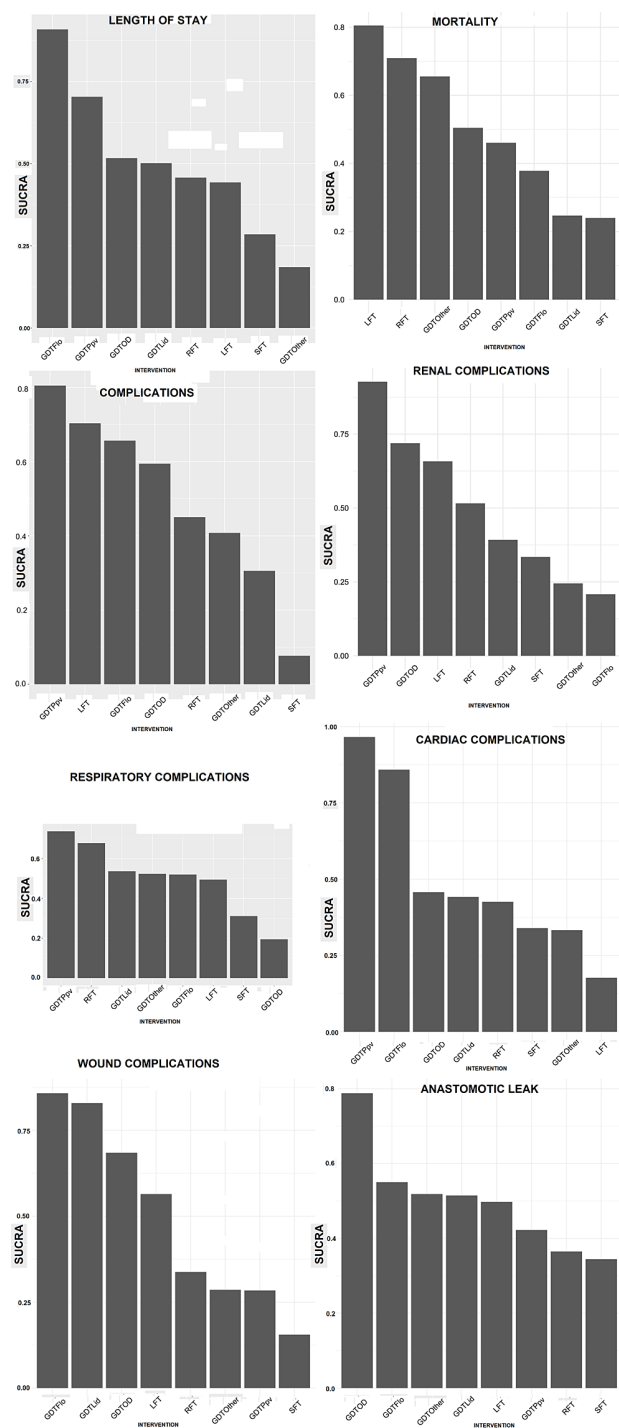 LENGTH OF STAY
0.75
0.50
0.25
0.00
SUCRA
GDTFlo GDTPpv GDTOD GDTLid RFT LFT SFT GDTOther
INTERVENTION
MORTALITY
0.8
0.6
0.4
0.2
0.0
SUCRA
LFT RFT GDTOther GDTOD GDTPpv GDTFlo GDTLid SFT
INTERVENTION
COMPLICATIONS
0.8
0.6
0.4
0.2
0.0
SUCRA
GDTPpv LFT GDTFlo GDTOD RFT GDTOther GDTLid SFT
INTERVENTION
RENAL COMPLICATIONS
0.75
0.50
0.25
0.00
SUCRA
GDTPpv GDTOD LFT RFT GDTLid SFT GDTOther GDTFlo
INTERVENTION
RESPIRATORY COMPLICATIONS
0.6
0.4
0.2
0.0
SUCRA
GDTPpv RFT GDTLid GDTOther GDTFlo LFT SFT GDTOD
INTERVENTION
CARDIAC COMPLICATIONS
1.00
0.75
0.50
0.25
0.00
SUCRA
GDTPpv GDTFlo GDTOD GDTLid RFT SFT GDTOther LFT
INTERVENTION
WOUND COMPLICATIONS
0.75
0.50
0.25
0.00
SUCRA
GDTFlo GDTLid GDTOD LFT RFT GDTOther GDTPpv SFT
INTERVENTION
ANASTOMOTIC LEAK
0.8
0.6
0.4
0.2
0.0
SUCRA
GDTOD GDTFlo GDTOther GDTLid LFT GDTPpv RFT SFT
INTERVENTION